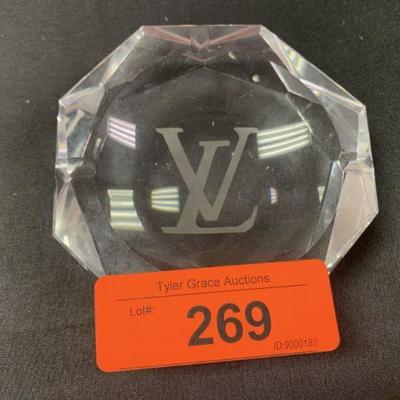 LV
Tyler Grace Auctions
Lot#:
269
ID:9000180